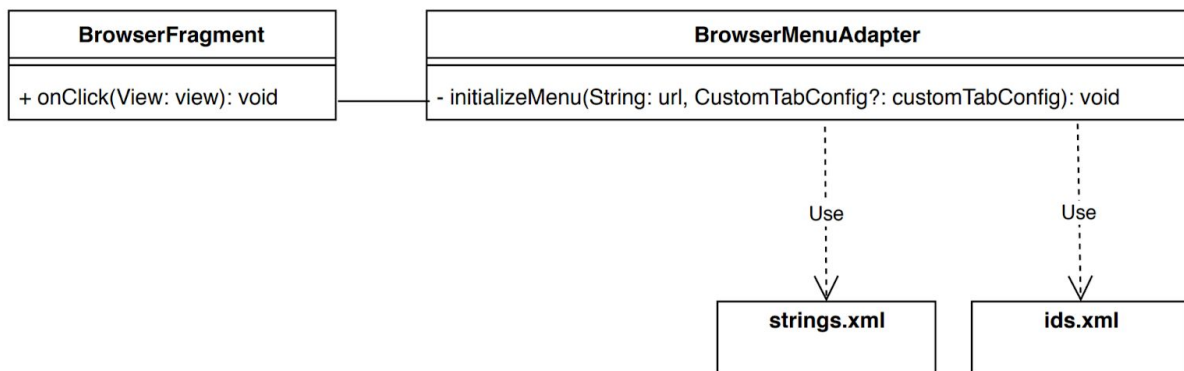 BrowserFragment
+ onClick(View: view): void
BrowserMenuAdapter
- initializeMenu(String: url, CustomTabConfig?: customTabConfig): void
Use
Use
strings.xml
ids.xml